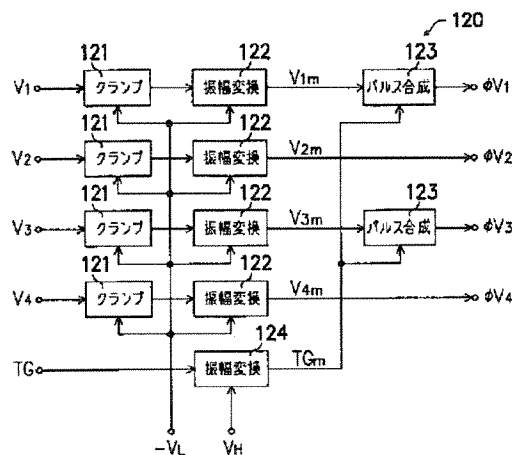 120
121
122
123
V1
クランプ
振幅変換
V1m
パルス合成
φV1
121
122
V2
クランプ
振幅変換
V2m
φV2
121
122
123
V3
クランプ
振幅変換
V3m
パルス合成
φV3
121
122
V4
クランプ
振幅変換
V4m
φV4
124
TG
振幅変換
TGm
-VL
VH